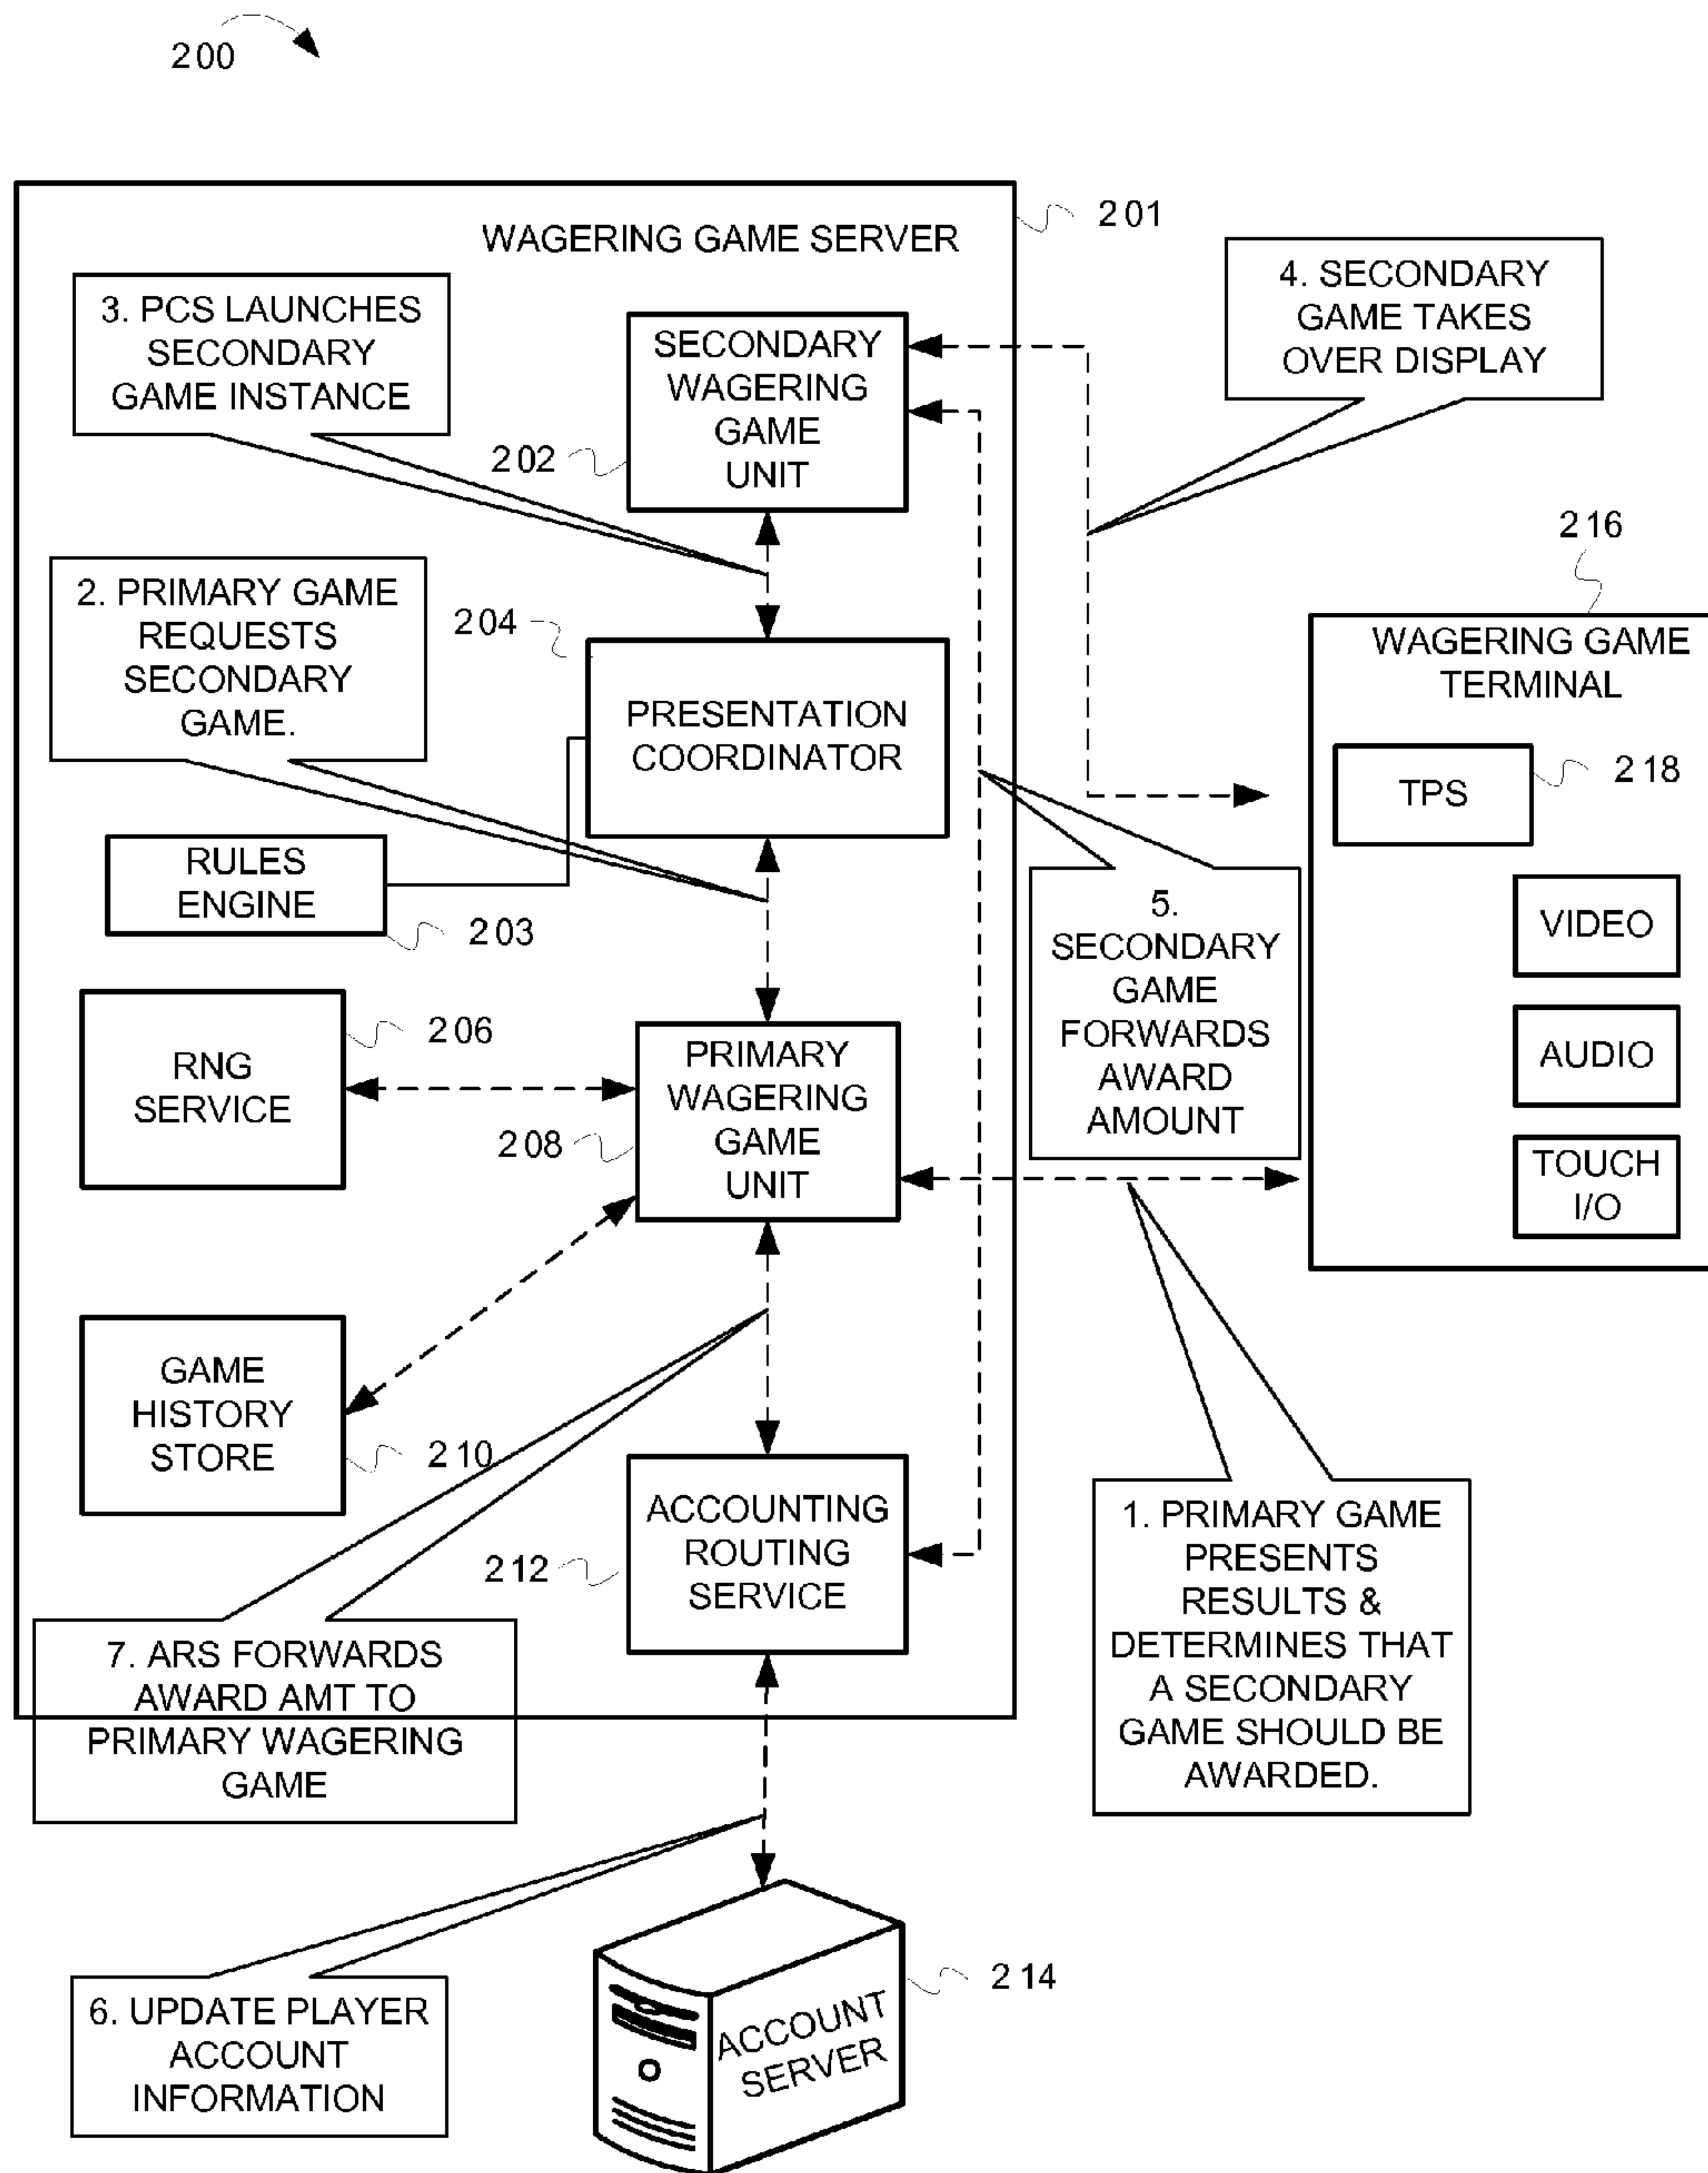 200
WAGERING GAME SERVER
201
3. PCS LAUNCHES
SECONDARY
GAME INSTANCE
SECONDARY
WAGERING
GAME
UNIT
202
4. SECONDARY
GAME TAKES
OVER DISPLAY
2. PRIMARY GAME
REQUESTS
SECONDARY
GAME.
204
PRESENTATION
COORDINATOR
216
WAGERING GAME
TERMINAL
TPS
218
VIDEO
AUDIO
TOUCH
I/O
RULES
ENGINE
203
5.
SECONDARY
GAME
FORWARDS
AWARD
AMOUNT
RNG
SERVICE
206
PRIMARY
WAGERING
GAME
UNIT
208
GAME
HISTORY
STORE
210
ACCOUNTING
ROUTING
SERVICE
212
1. PRIMARY GAME
PRESENTS
RESULTS &
DETERMINES THAT
A SECONDARY
GAME SHOULD BE
AWARDED.
7. ARS FORWARDS
AWARD AMT TO
PRIMARY WAGERING
GAME
6. UPDATE PLAYER
ACCOUNT
INFORMATION
ACCOUNT
SERVER
214